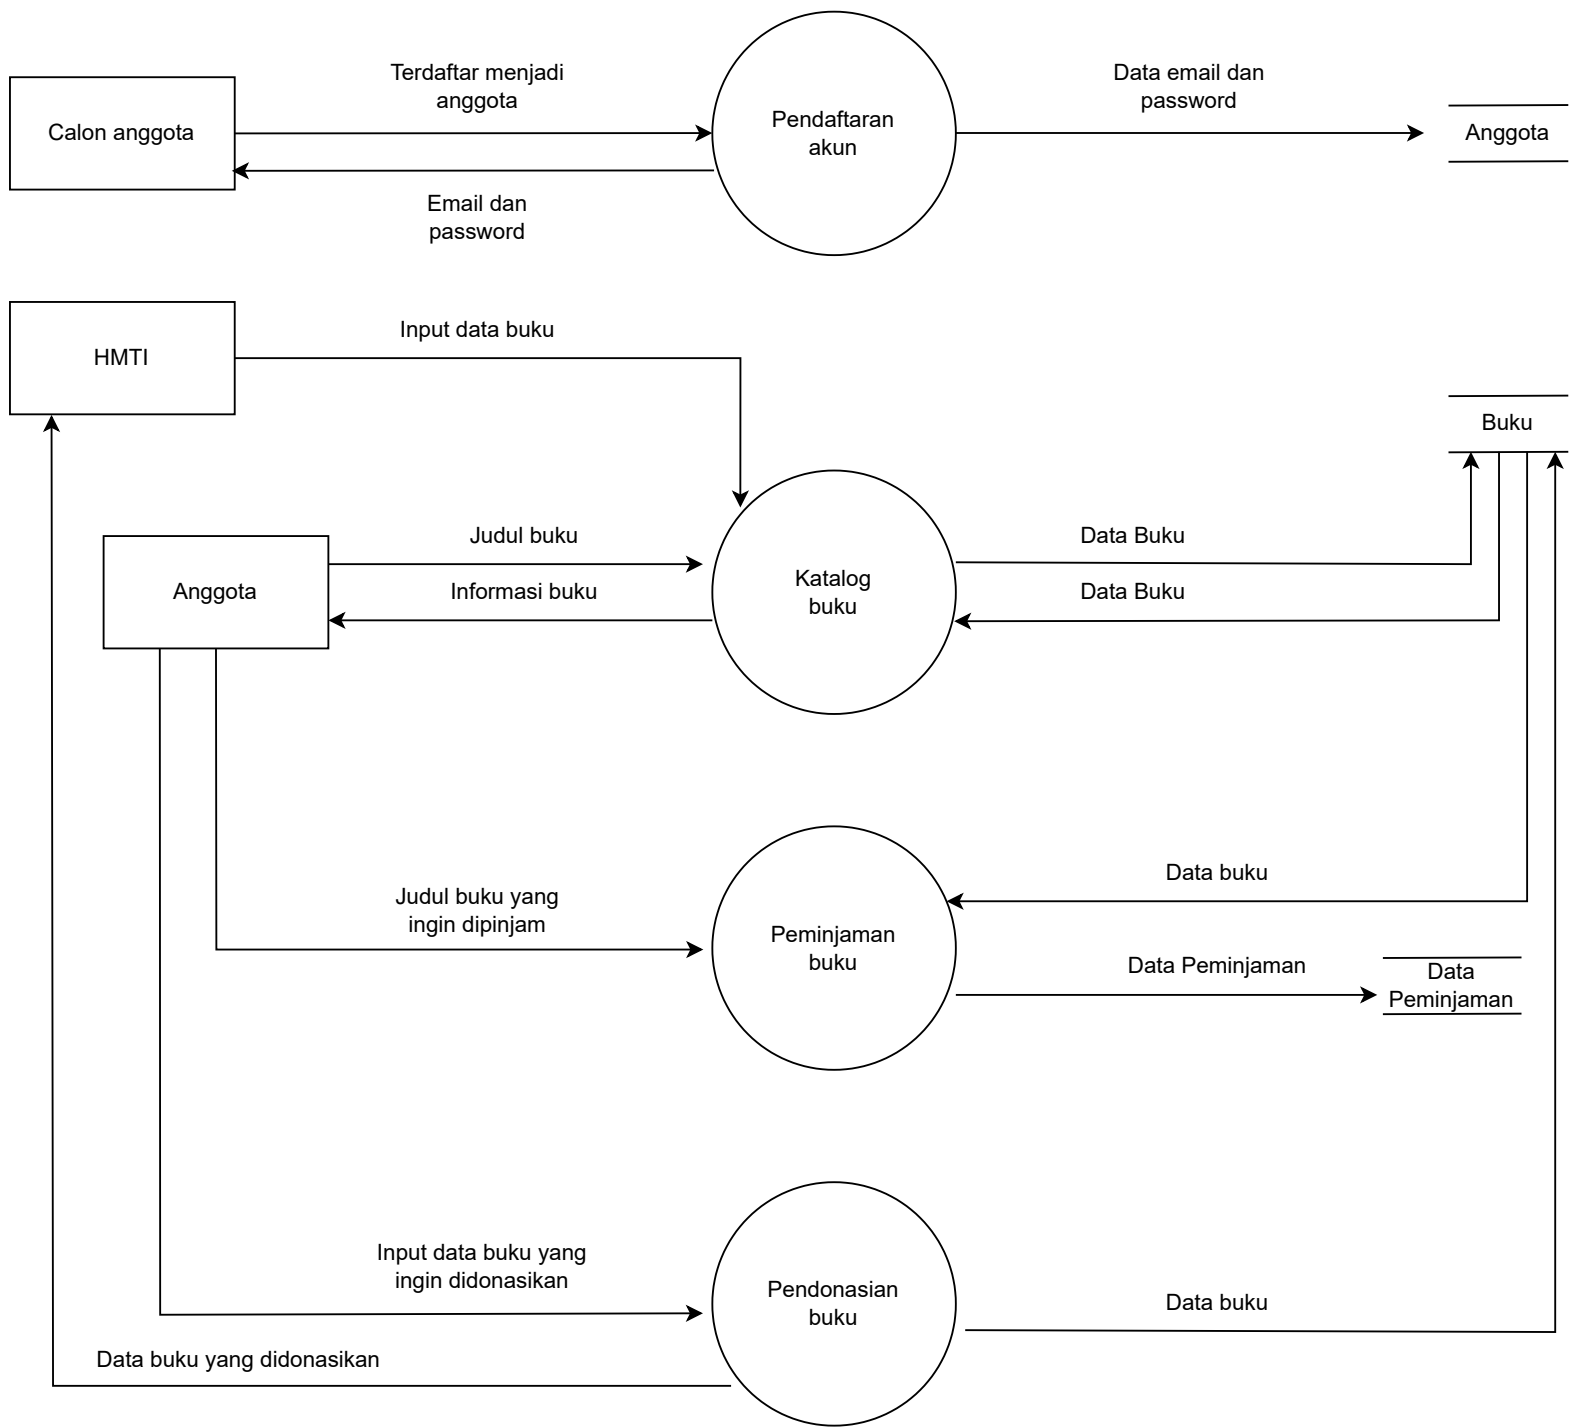 Terdaftar menjadi
anggota
Data email dan
password
Calon anggota
Pendaftaran
akun
Anggota
Email dan
password
HMTI
Input data buku
Buku
Judul buku
Data Buku
Anggota
Informasi buku
Katalog
buku
Data Buku
Judul buku yang
ingin dipinjam
Peminjaman
buku
Data buku
Data Peminjaman
Data
Peminjaman
Input data buku yang
ingin didonasikan
Pendonasian
buku
Data buku
Data buku yang didonasikan